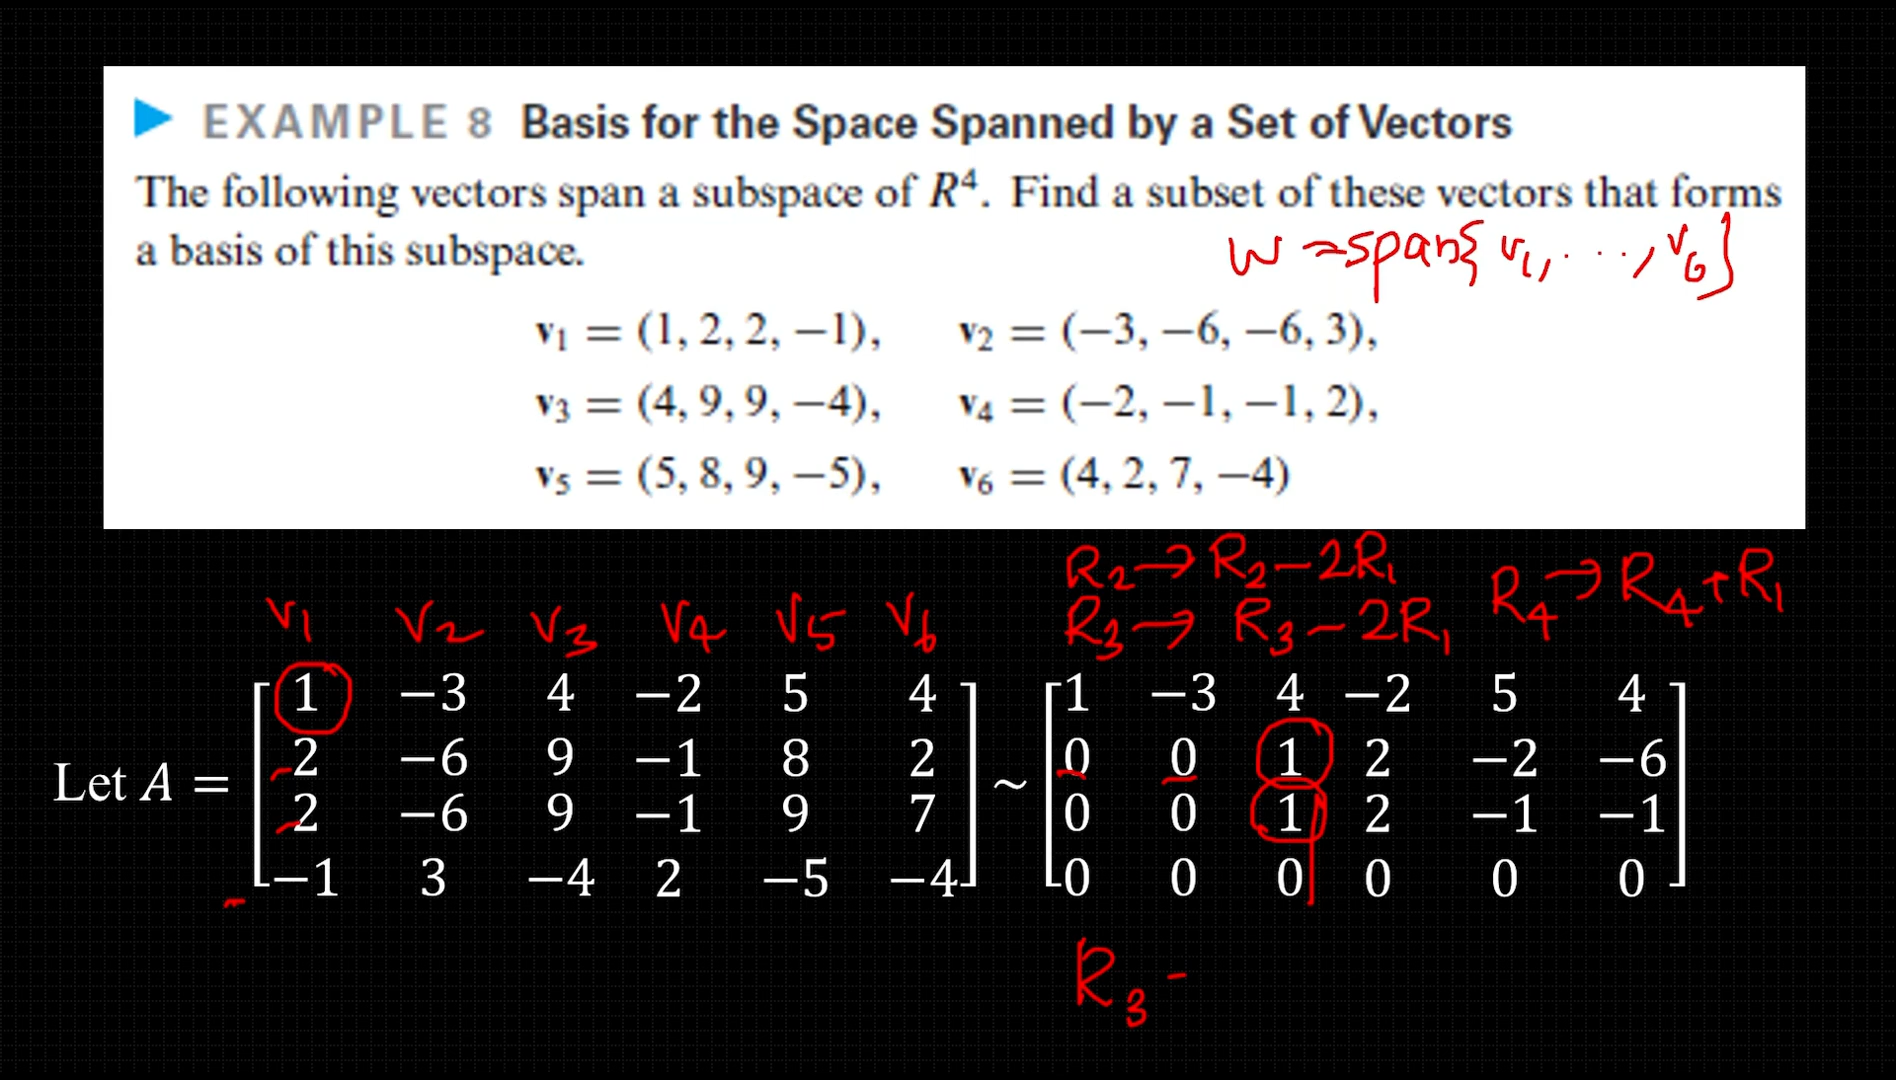 ▶ EXAMPLE 8 Basis for the Space Spanned by a Set of Vectors
The following vectors span a subspace of R⁴. Find a subset of these vectors that forms
a basis of this subspace.
W = span{v₁, ..., v₆}
v₁ = (1, 2, 2, −1), v₂ = (−3, −6, −6, 3),
v₃ = (4, 9, 9, −4), v₄ = (−2, −1, −1, 2),
v₅ = (5, 8, 9, −5), v₆ = (4, 2, 7, −4)
R₂ → R₂ − 2R₁
R₃ → R₃ − 2R₁ R₄ → R₄ + R₁
v₁ v₂ v₃ v₄ v₅ v₆
1 −3 4 −2 5 4 1 −3 4 −2 5 4
2 −6 9 −1 8 2 0 0 1 2 −2 −6
Let A = ~
2 −6 9 −1 9 7 0 0 1 2 −1 −1
−1 3 −4 2 −5 −4 0 0 0 0 0 0
R₃ −